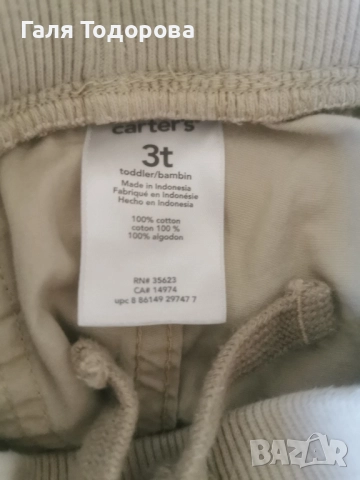 Галя Тодорова
carter's
3t
toddler/bambin
Made in Indonesia
Fabriqué en Indonésie
Hecho en Indonesia
100% cotton
coton 100 %
100% algodon
RN# 35623
CA# 14974
upc 8 86149 29747 7
BAZAR